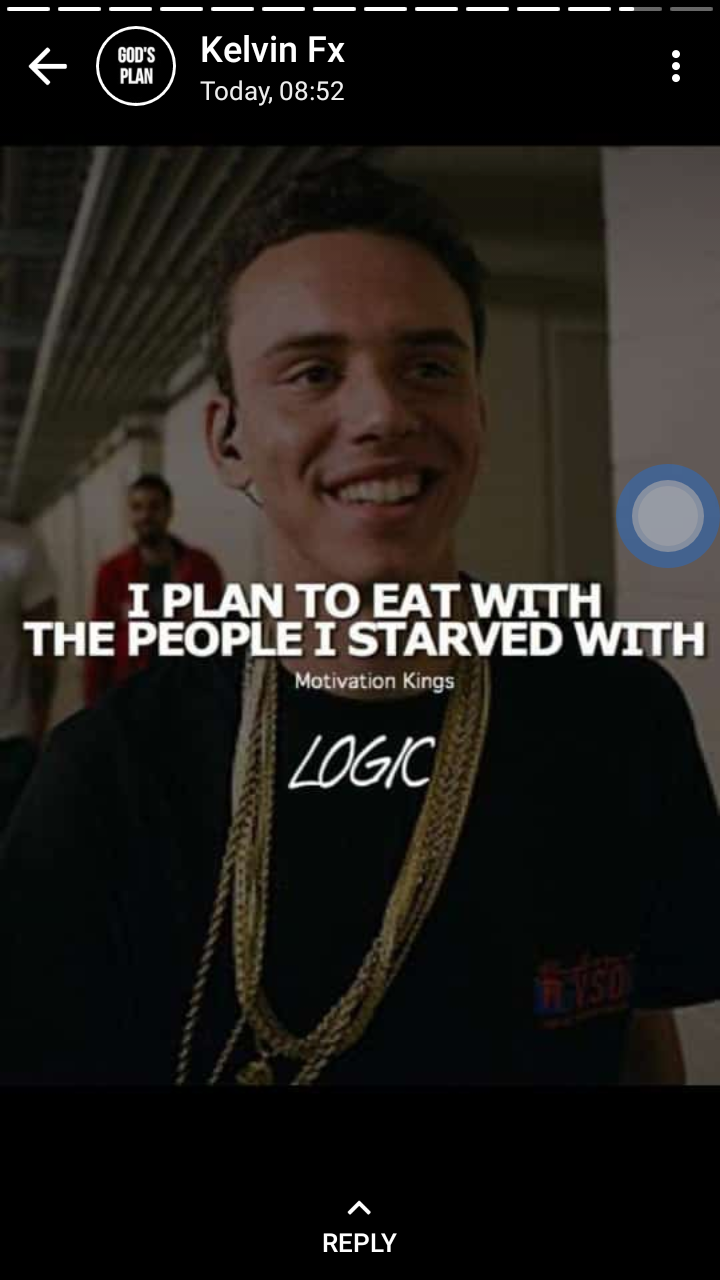 GOD'S
PLAN
Kelvin Fx
Today, 08:52
I PLAN TO EAT WITH
THE PEOPLE I STARVED WITH
Motivation Kings
LOGIC
REPLY